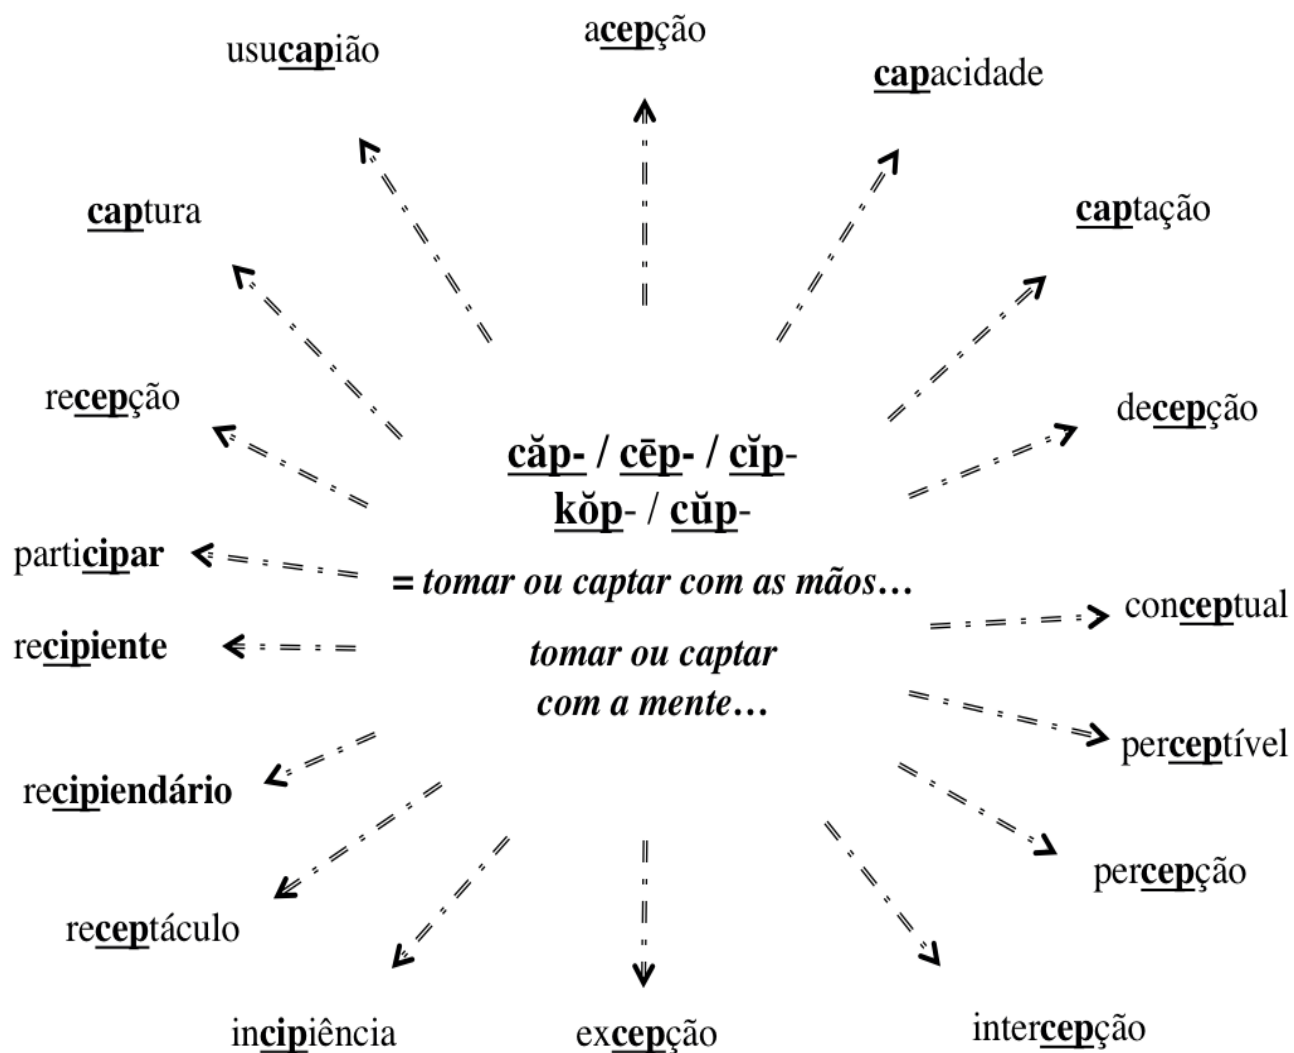 acepção
usucapião
capacidade
captura
captação
recepção
decepção
căp- / cēp- / cĭp-
kŏp- / cŭp-
participar
= tomar ou captar com as mãos…
conceptual
recipiente
tomar ou captar
com a mente…
perceptível
recipiendário
percepção
receptáculo
incipiência
excepção
intercepção